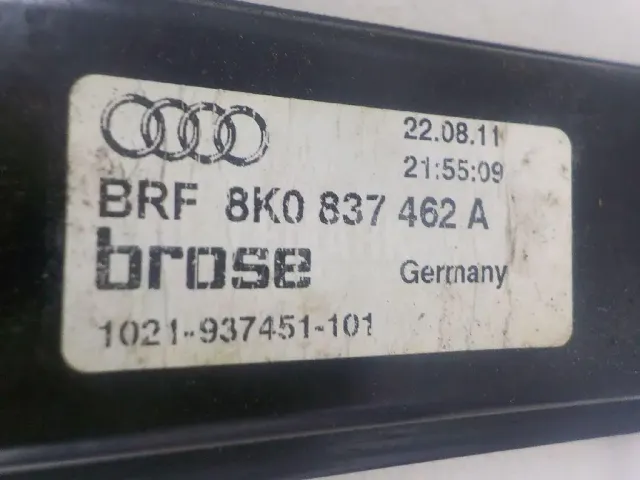 22.08.11
21:55:09
BRF 8K0 837 462 A
brose Germany
1021-937451-101